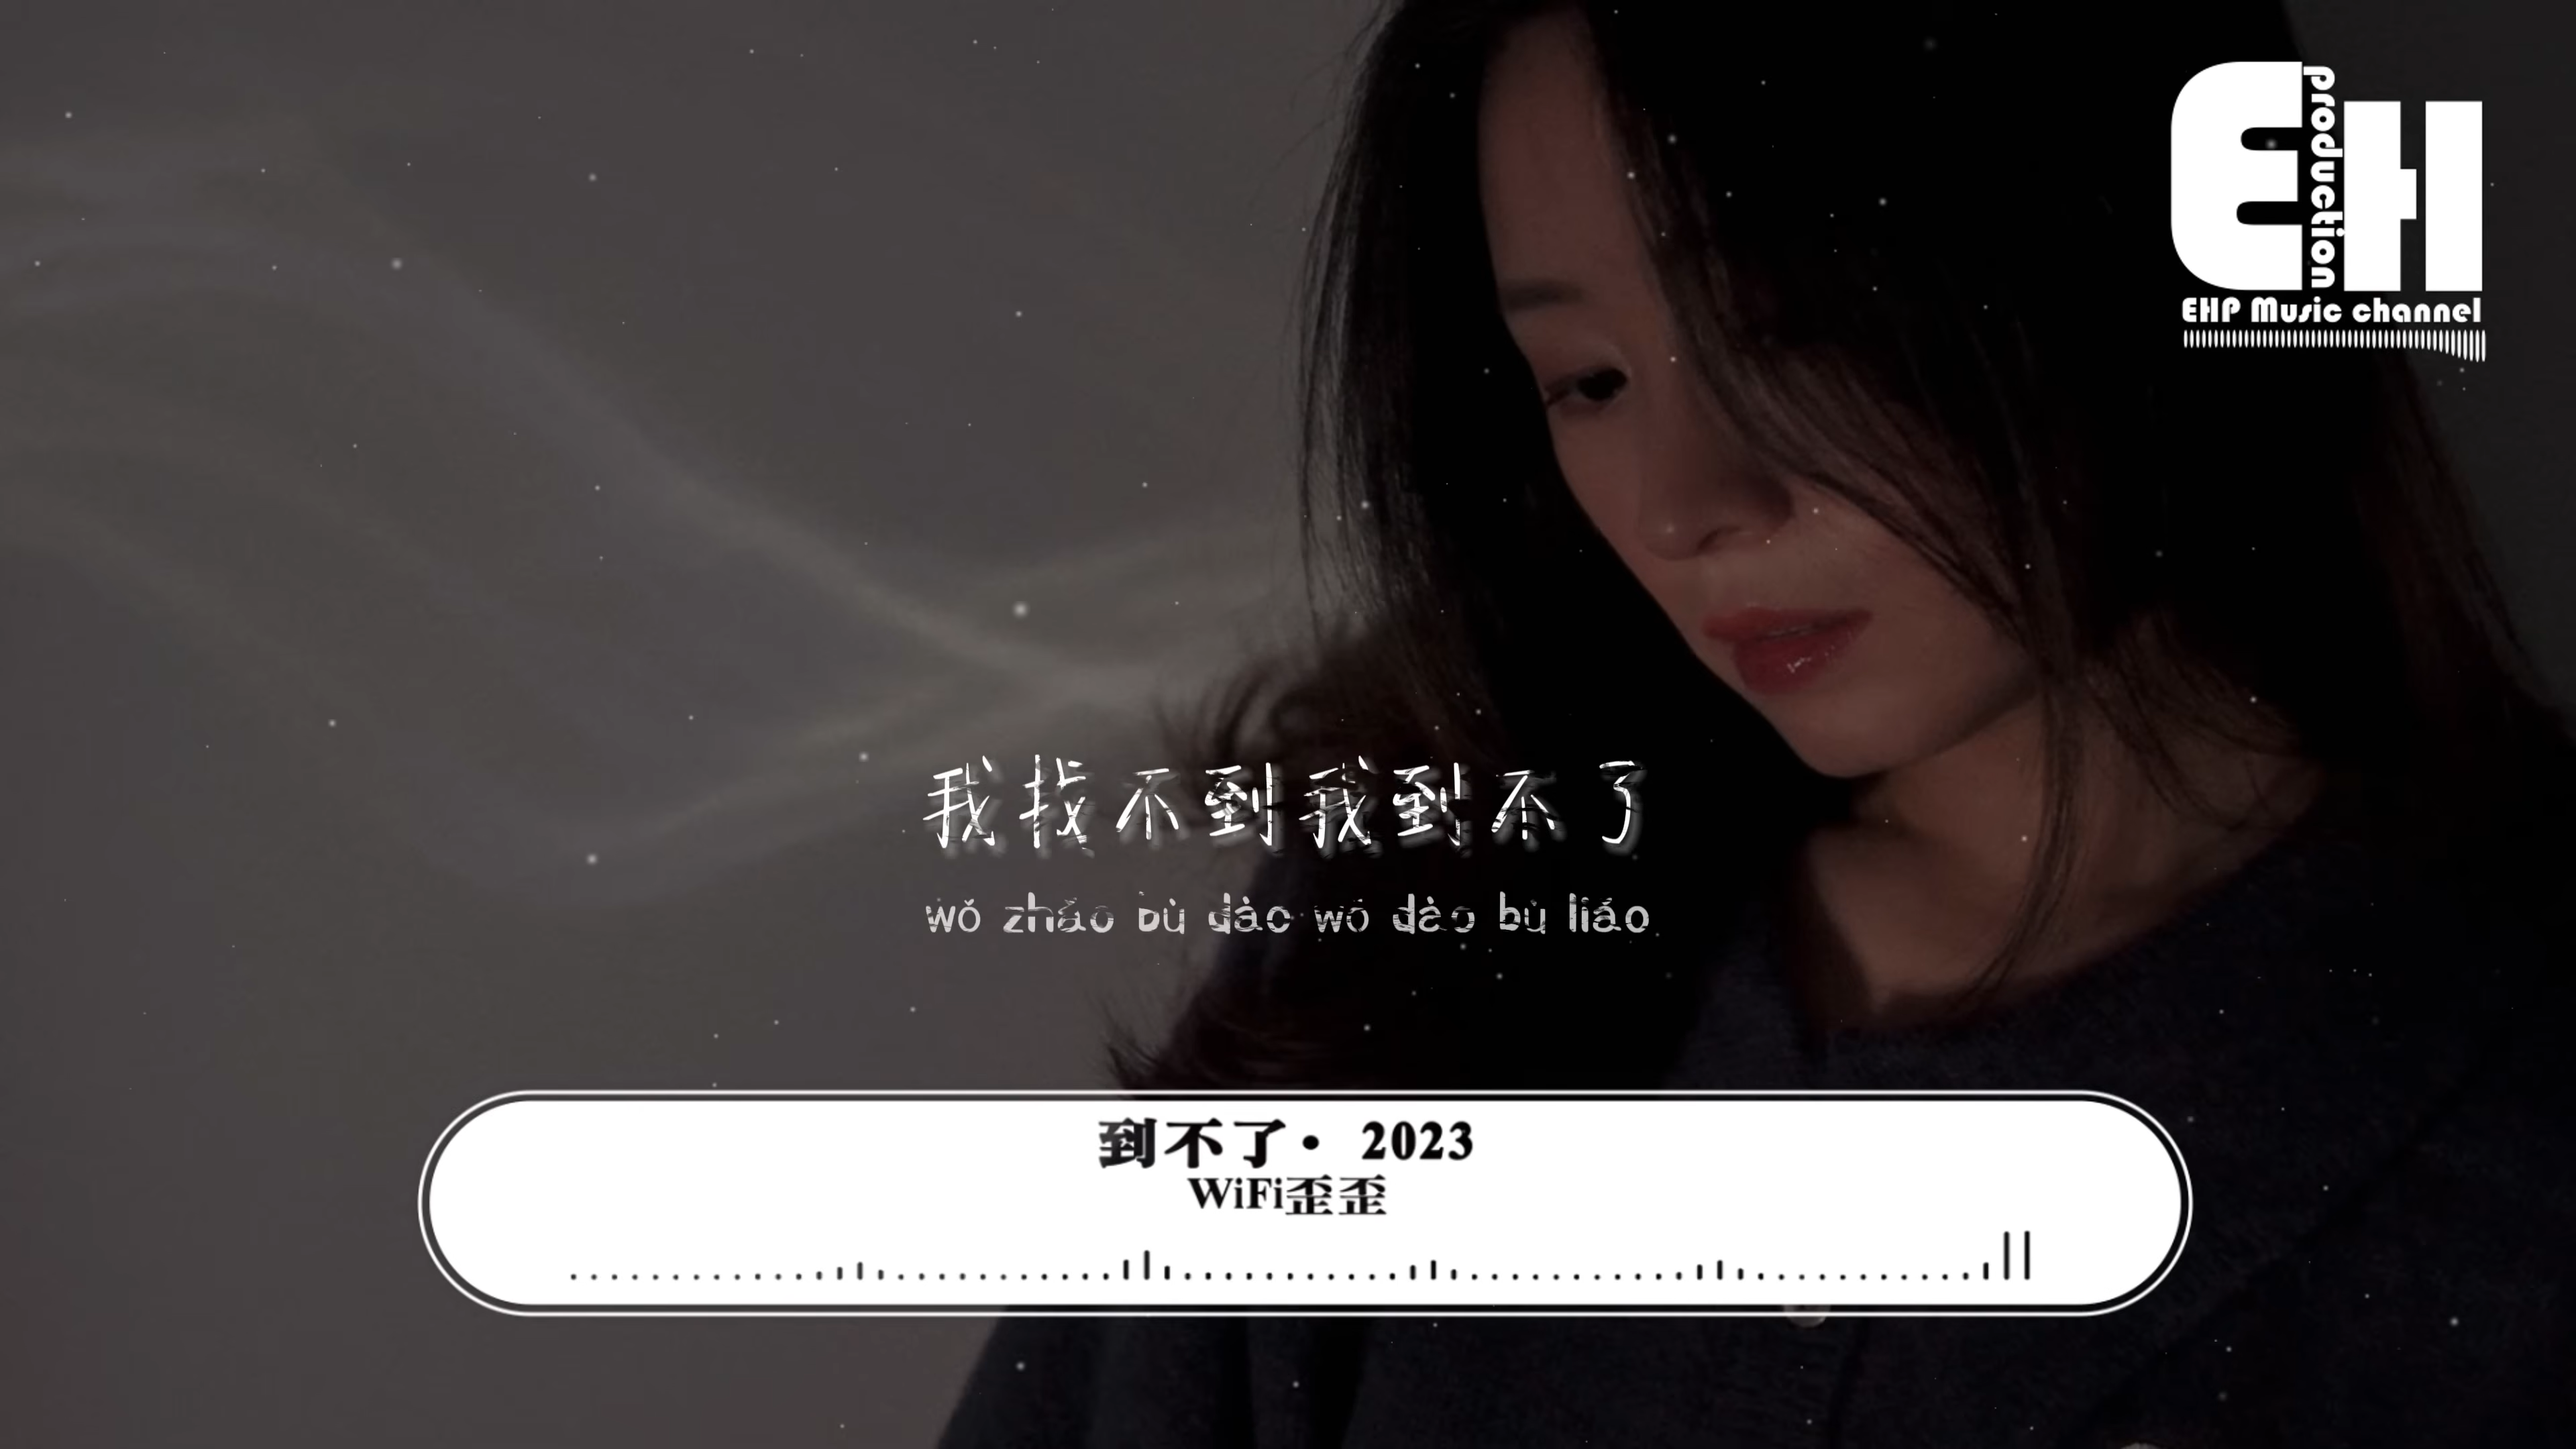 EH
production
EHP Music channel
我找不到我到不了
wǒ zhǎo bù dào wǒ dào bù liǎo
到不了• 2023
WiFi歪歪